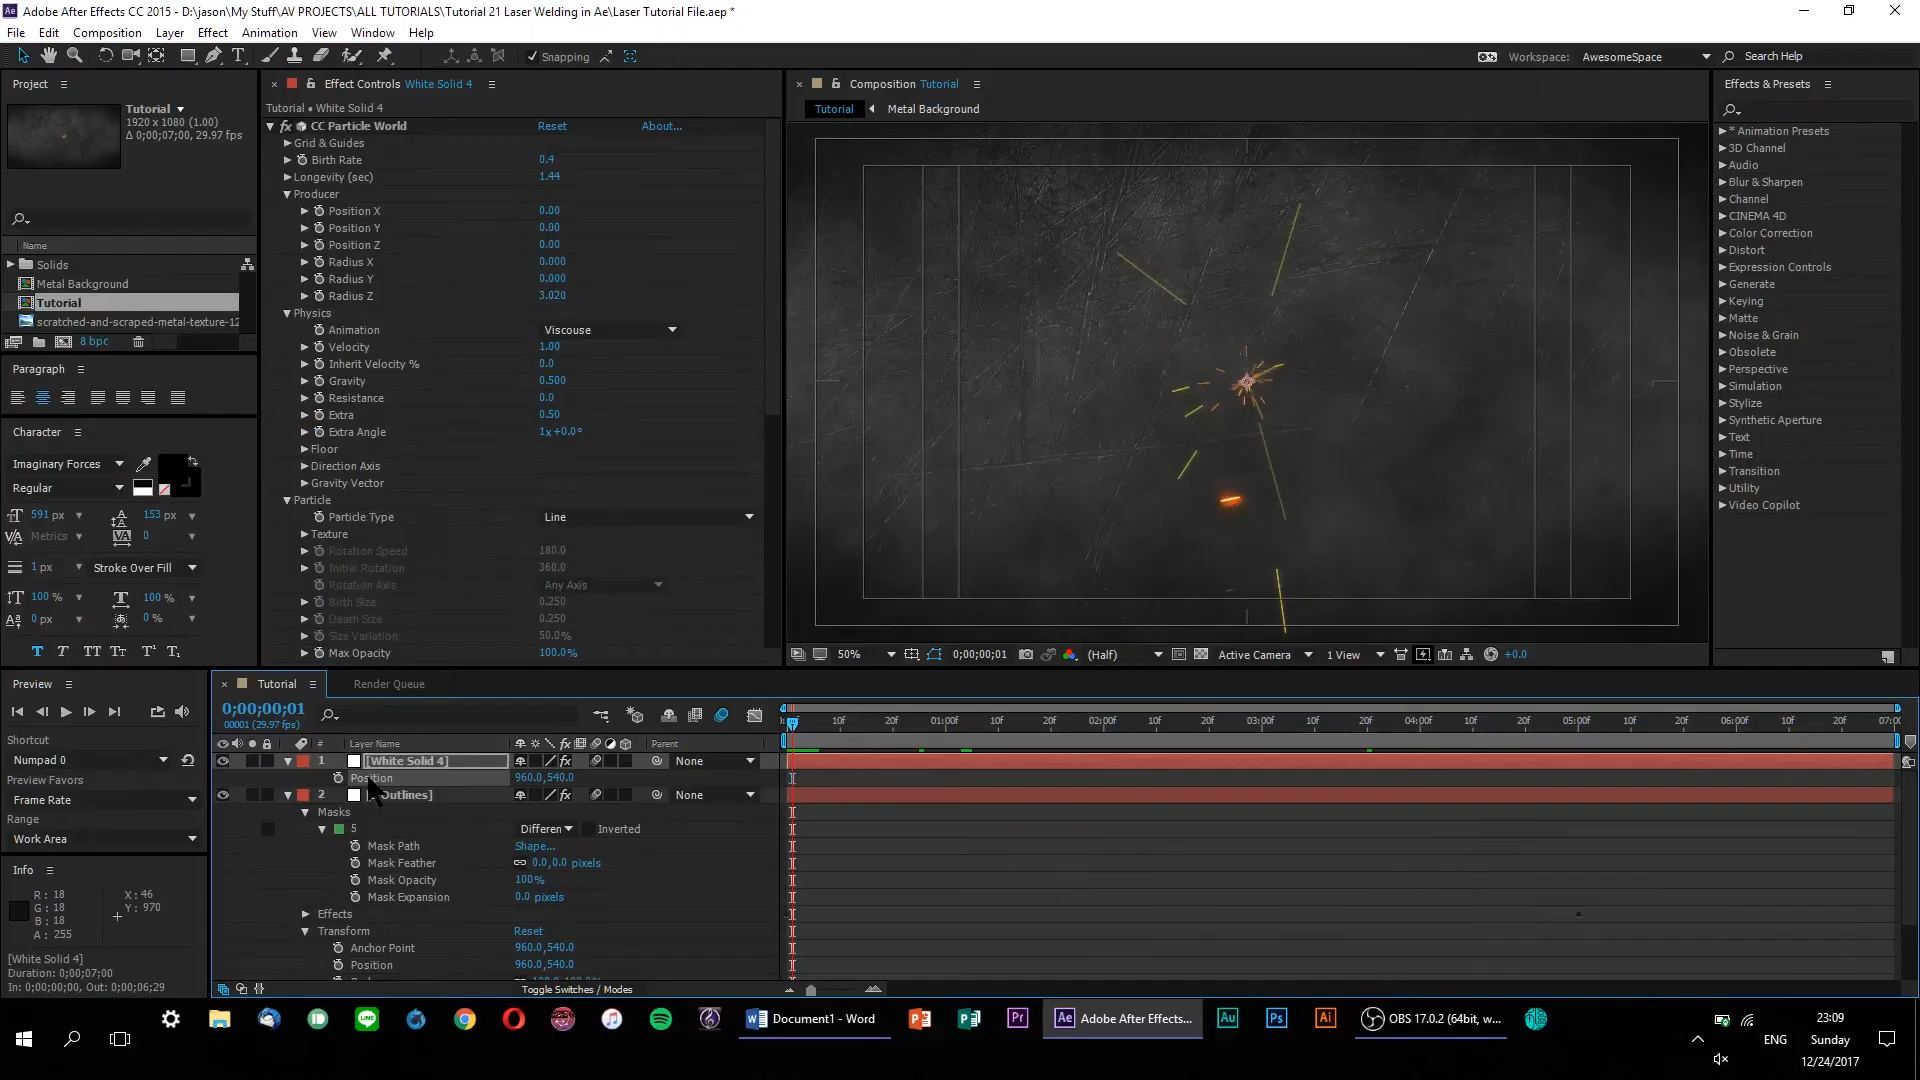 Adobe After Effects CC 2015 - D:\jason\My Stuff\AV PROJECTS\ALL TUTORIALS\Tutorial 21 Laser Welding in Ae\Laser Tutorial File.aep *
File Edit Composition Layer Effect Animation View Window Help
Snapping
Workspace: AwesomeSpace
Search Help
Project
Tutorial
1920 x 1080 (1.00)
Δ 0;00;07;00, 29.97 fps
Name
Solids
Metal Background
Tutorial
scratched-and-scraped-metal-texture-12
8 bpc
Paragraph
Character
Imaginary Forces
Regular
591 px
153 px
Metrics
0
1 px
Stroke Over Fill
100 %
100 %
0 px
0 %
Effect Controls White Solid 4
Tutorial • White Solid 4
CC Particle World Reset About...
Grid & Guides
Birth Rate 0.4
Longevity (sec) 1.44
Producer
Position X 0.00
Position Y 0.00
Position Z 0.00
Radius X 0.000
Radius Y 0.000
Radius Z 3.020
Physics
Animation Viscouse
Velocity 1.00
Inherit Velocity % 0.0
Gravity 0.500
Resistance 0.0
Extra 0.50
Extra Angle 1x+0.0°
Floor
Direction Axis
Gravity Vector
Particle
Particle Type Line
Texture
Rotation Speed 180.0
Initial Rotation 360.0
Rotation Axis Any Axis
Birth Size 0.250
Death Size 0.250
Size Variation 50.0%
Max Opacity 100.0%
Composition Tutorial
Tutorial Metal Background
50% 0;00;00;01 (Half) Active Camera 1 View +0.0
Effects & Presets
* Animation Presets
3D Channel
Audio
Blur & Sharpen
Channel
CINEMA 4D
Color Correction
Distort
Expression Controls
Generate
Keying
Matte
Noise & Grain
Obsolete
Perspective
Simulation
Stylize
Synthetic Aperture
Text
Time
Transition
Utility
Video Copilot
Preview
Shortcut
Numpad 0
Preview Favors
Frame Rate
Range
Work Area
Info
R: 18
G: 18
B: 18
A: 255
X: 46
Y: 970
[White Solid 4]
Duration: 0;00;07;00
In: 0;00;00;00, Out: 0;00;06;29
Tutorial Render Queue
0;00;00;01
00001 (29.97 fps)
10f 20f 01:00f 10f 20f 02:00f 10f 20f 03:00f 10f 20f 04:00f 10f 20f 05:00f 10f 20f 06:00f 10f 20f 07:00
# Layer Name Parent
1 [White Solid 4] None
Position 960.0,540.0
2 Outlines] None
Masks
5 Differen Inverted
Mask Path Shape...
Mask Feather 0.0,0.0 pixels
Mask Opacity 100%
Mask Expansion 0.0 pixels
Effects
Transform Reset
Anchor Point 960.0,540.0
Position 960.0,540.0
Toggle Switches / Modes
Document1 - Word
Adobe After Effects...
OBS 17.0.2 (64bit, w...
ENG
23:09
Sunday
12/24/2017